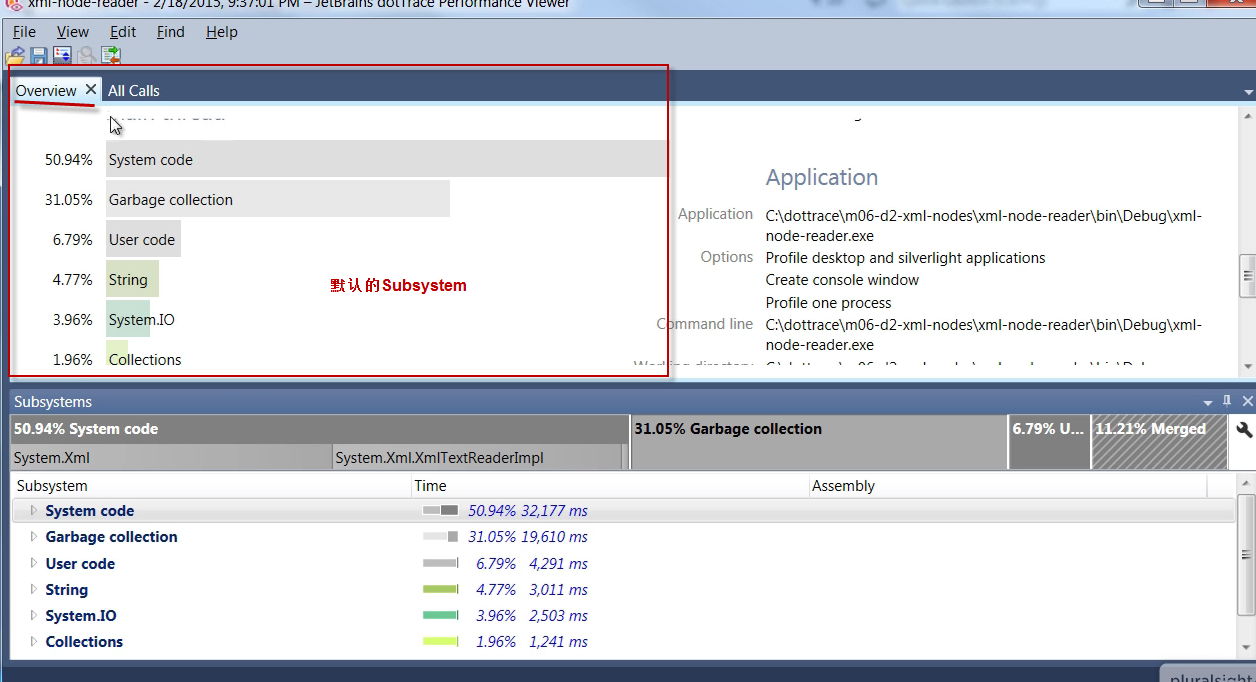 xml-node-reader - 2/18/2015, 9:37:01 PM – JetBrains dotTrace Performance Viewer
File View Edit Find Help
Overview All Calls
50.94% System code
31.05% Garbage collection
6.79% User code
4.77% String
3.96% System.IO
1.96% Collections
默认的Subsystem
Application
Application C:\dottrace\m06-d2-xml-nodes\xml-node-reader\bin\Debug\xml-
node-reader.exe
Options Profile desktop and silverlight applications
Create console window
Profile one process
Command line C:\dottrace\m06-d2-xml-nodes\xml-node-reader\bin\Debug\xml-
node-reader.exe
Subsystems
50.94% System code 31.05% Garbage collection 6.79% U... 11.21% Merged
System.Xml System.Xml.XmlTextReaderImpl
Subsystem Time Assembly
System code 50.94% 32,177 ms
Garbage collection 31.05% 19,610 ms
User code 6.79% 4,291 ms
String 4.77% 3,011 ms
System.IO 3.96% 2,503 ms
Collections 1.96% 1,241 ms
pluralsight